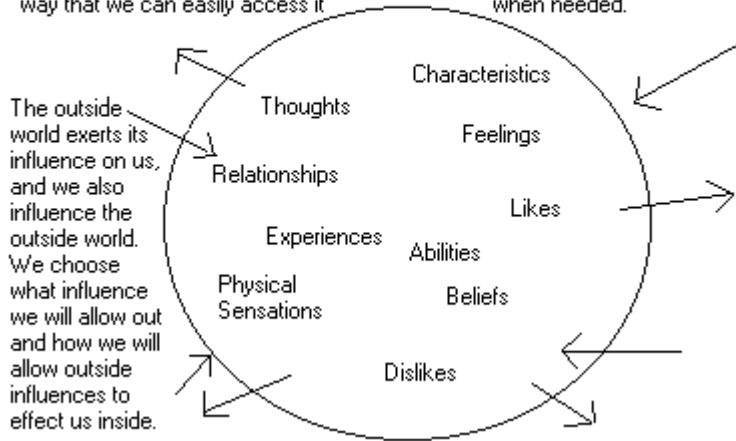 way that we can easily access it when needed.
Characteristics
Thoughts
Feelings
Relationships
Likes
Experiences
Abilities
Physical
Sensations
Beliefs
Dislikes
The outside
world exerts its
influence on us,
and we also
influence the
outside world.
We choose
what influence
we will allow out
and how we will
allow outside
influences to
effect us inside.